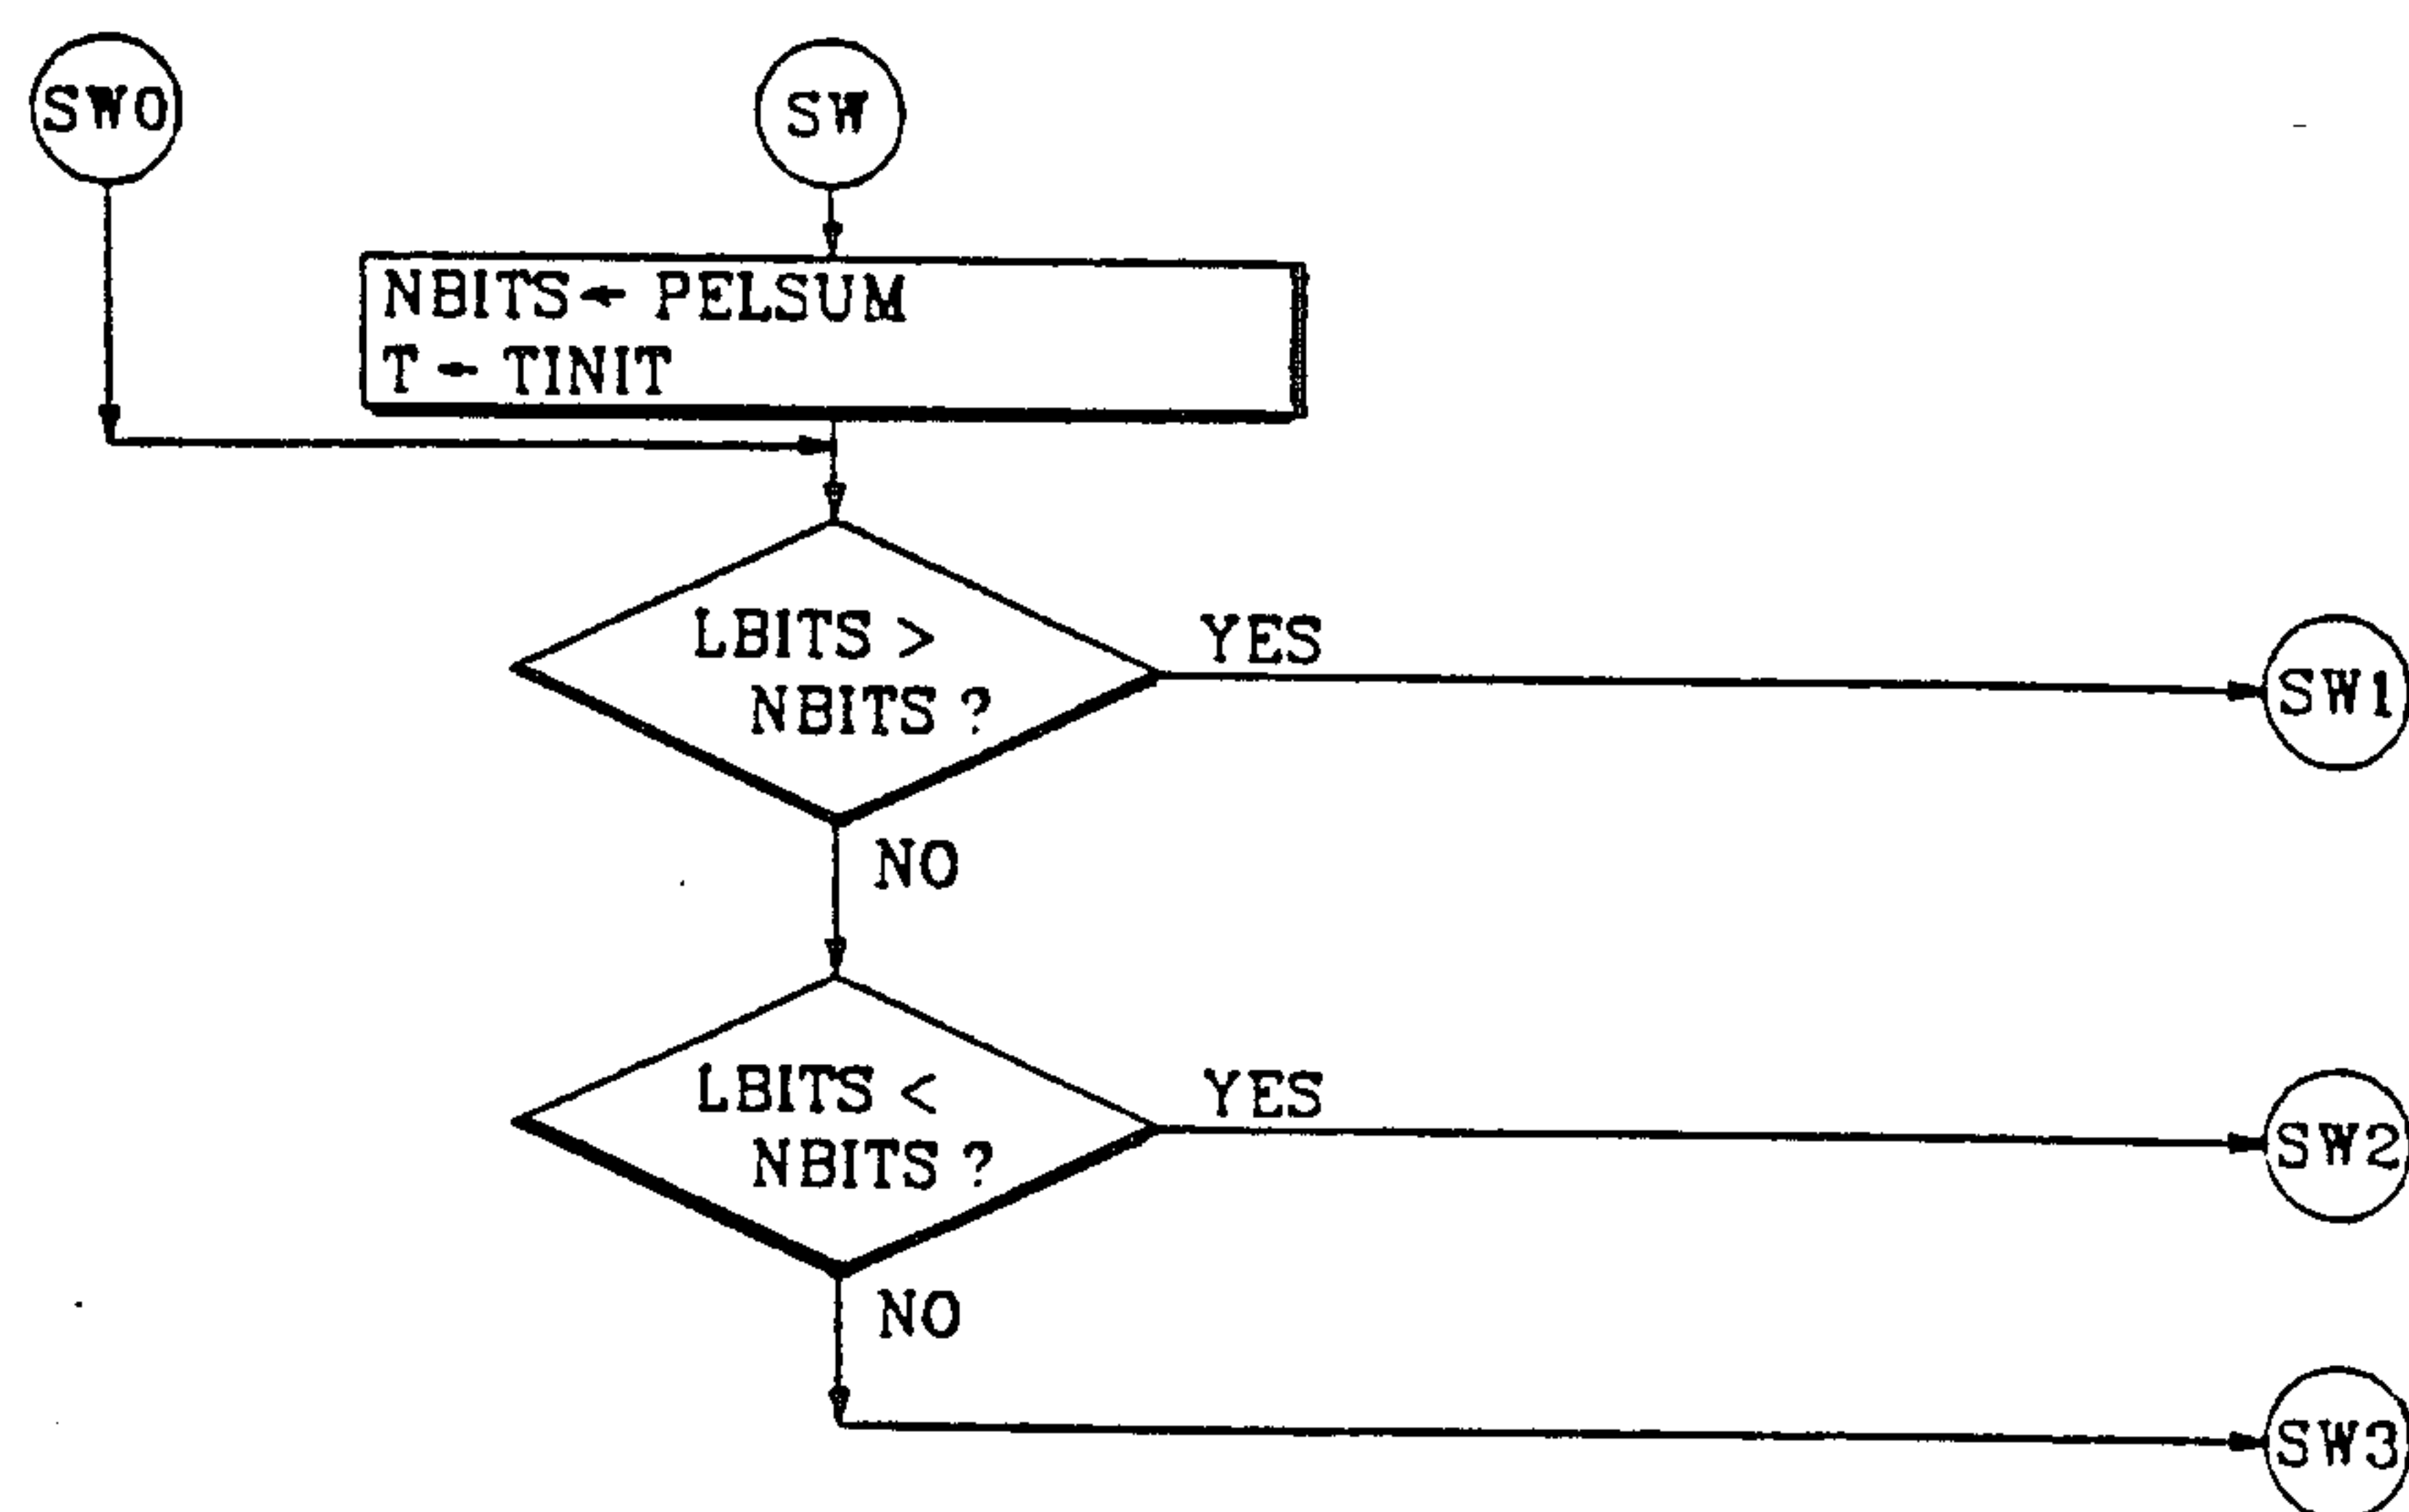 SW0
SW
NBITS← PELSUM
T ← TINIT
LBITS >
NBITS ?
YES
SW1
NO
LBITS <
NBITS ?
YES
SW2
NO
SW3